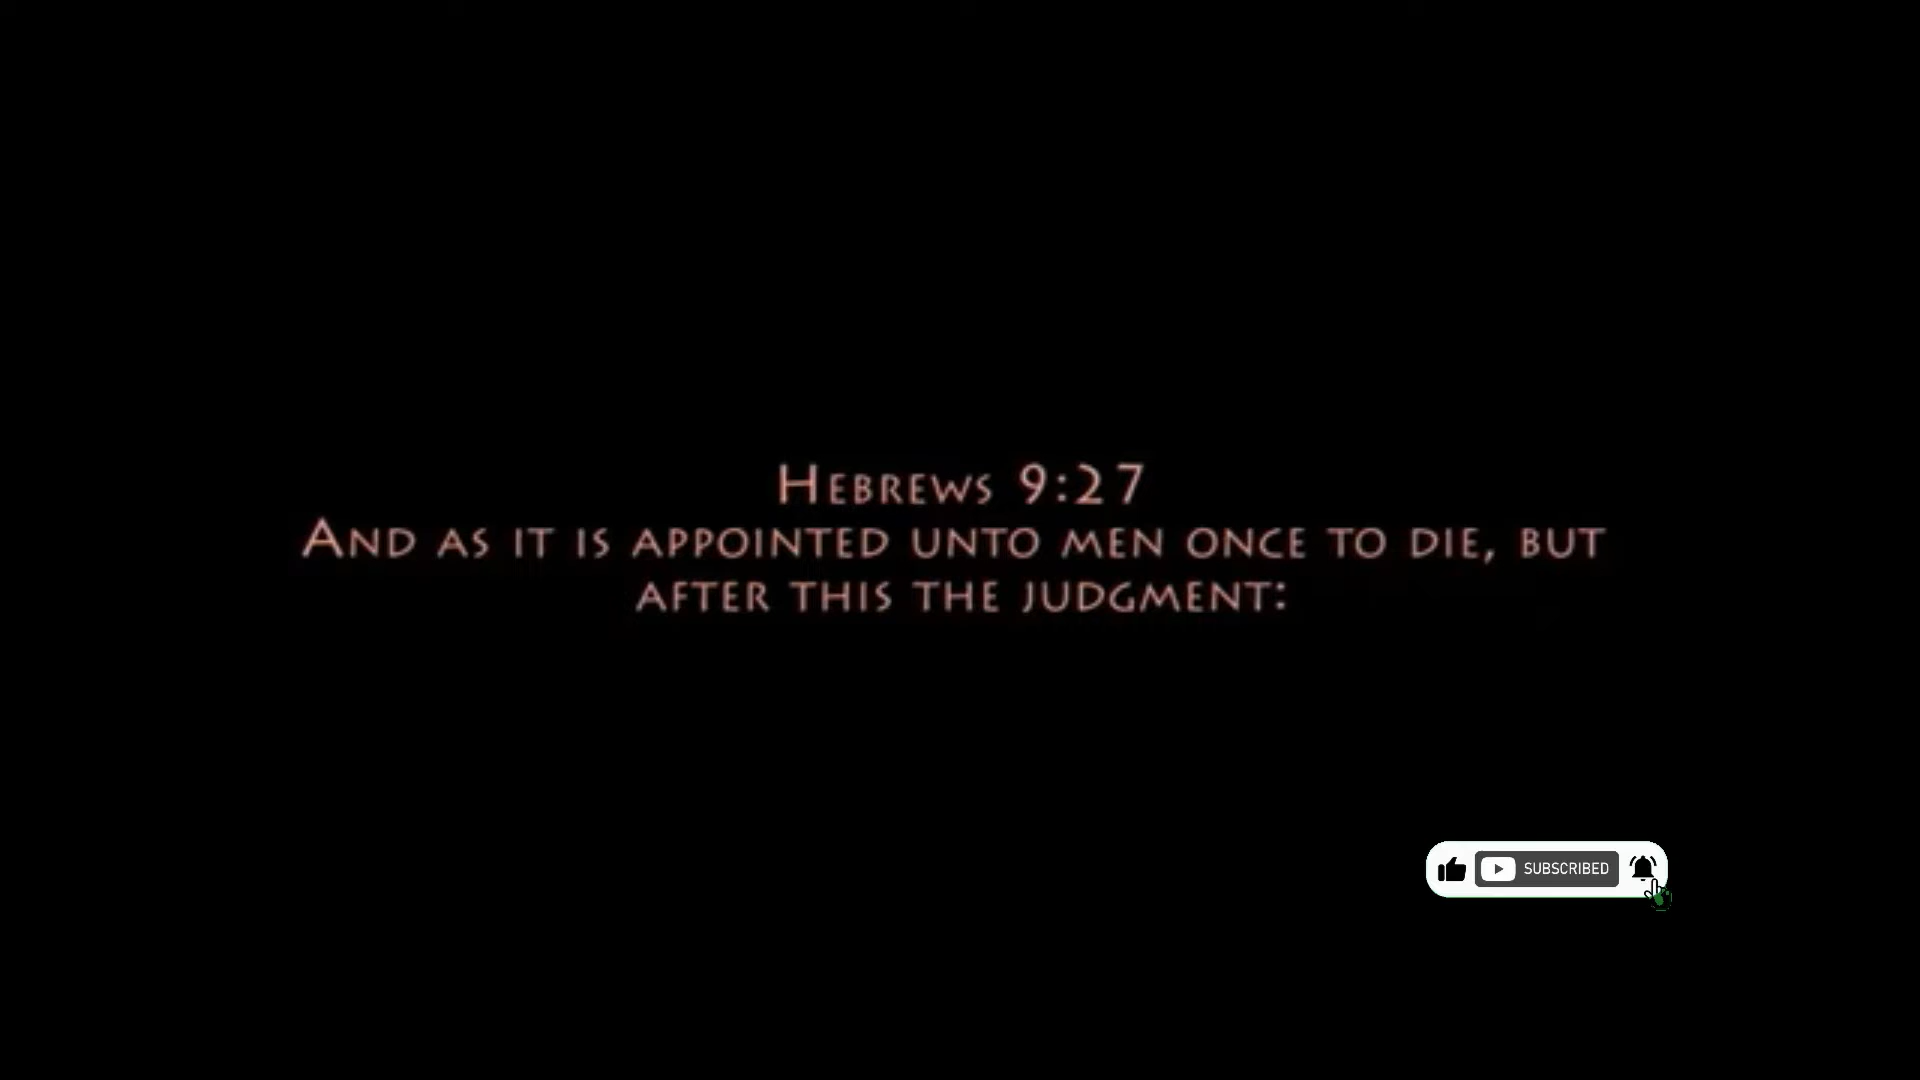 Hebrews 9:27
And as it is appointed unto men once to die, but
after this the judgment:
SUBSCRIBED